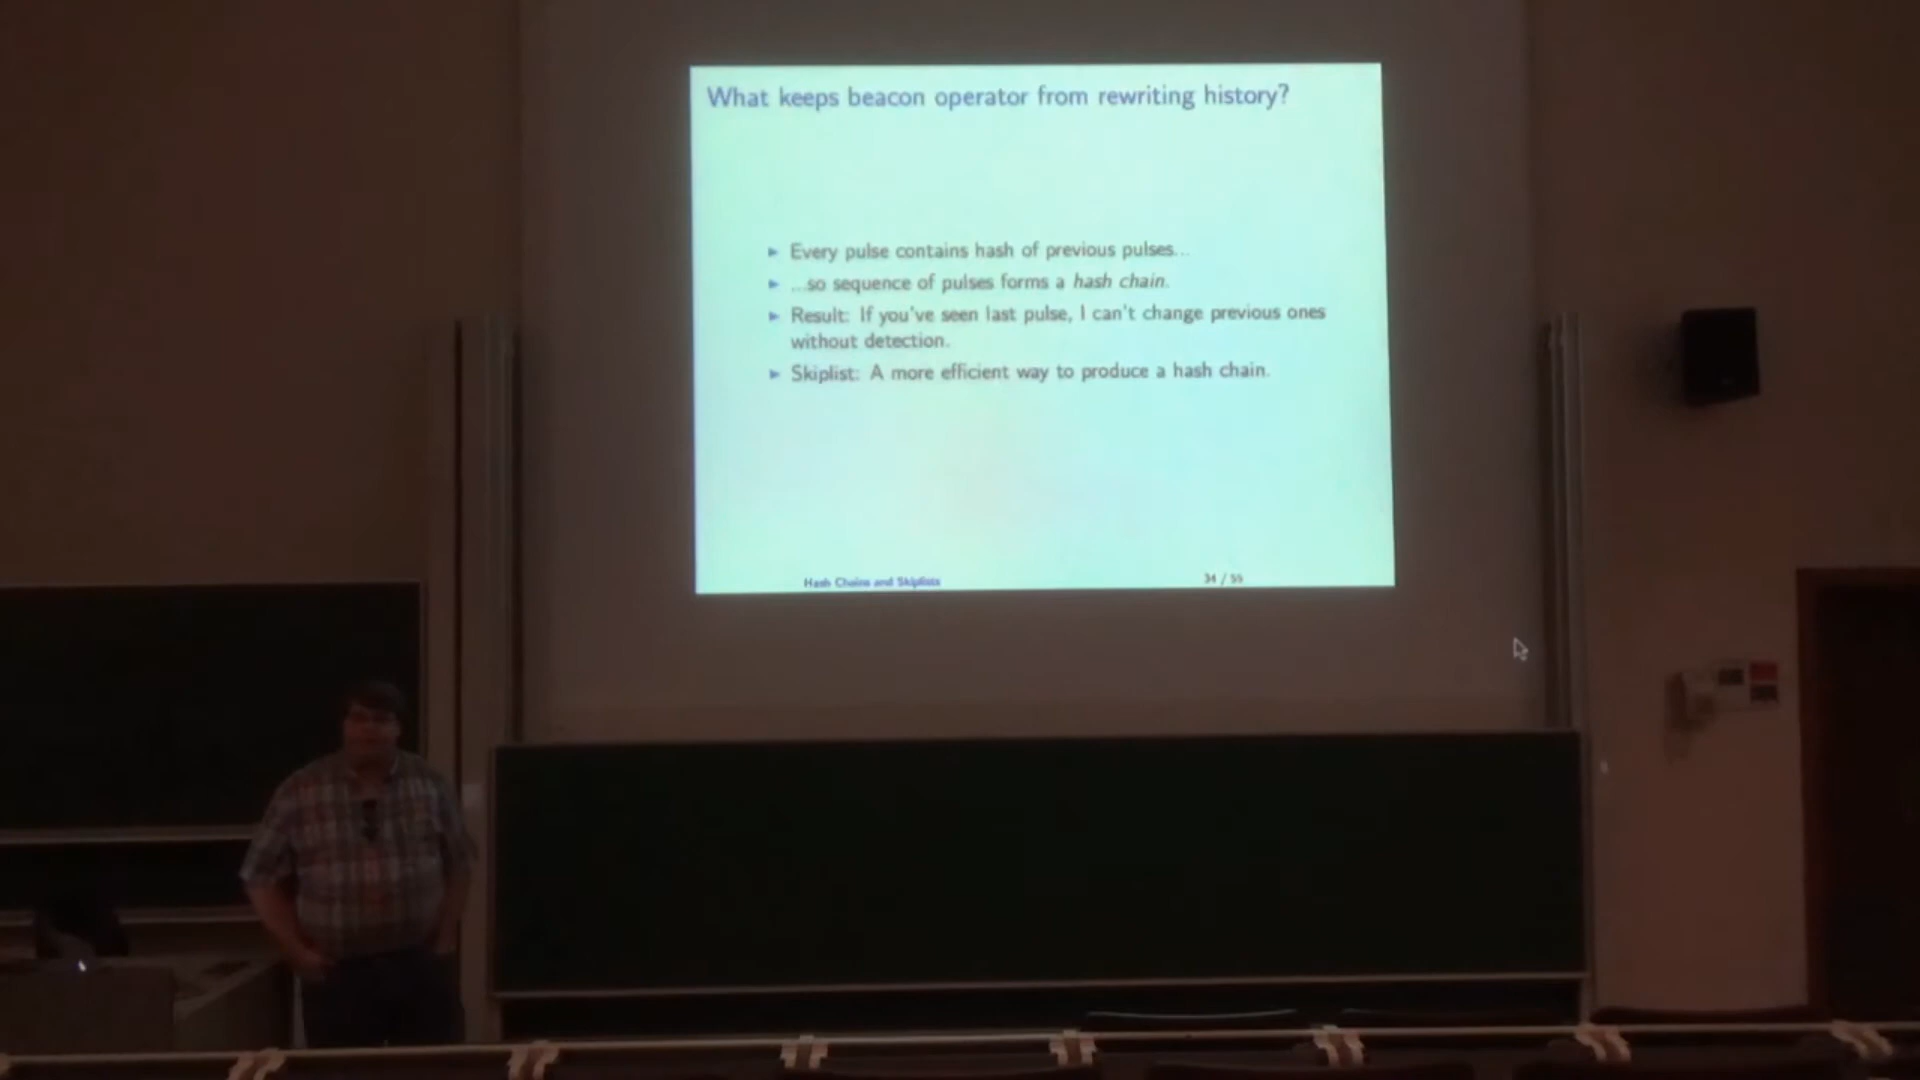 What keeps beacon operator from rewriting history?
▶ Every pulse contains hash of previous pulses...
▶ ...so sequence of pulses forms a hash chain.
▶ Result: If you've seen last pulse, I can't change previous ones
without detection.
▶ Skiplist: A more efficient way to produce a hash chain.
Hash Chains and Skiplists
34 / 55